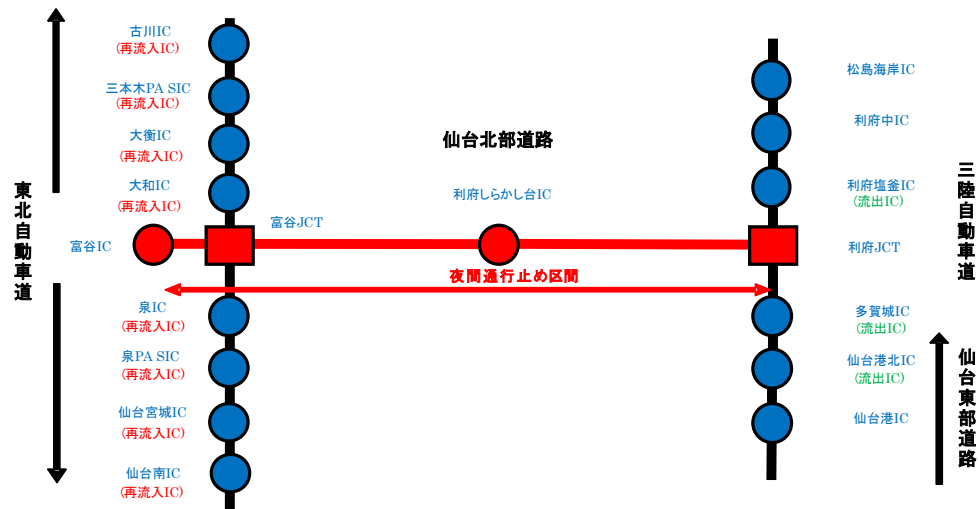 東北自動車道
古川IC
(再流入IC)
三本木PA SIC
(再流入IC)
大衡IC
(再流入IC)
大和IC
(再流入IC)
富谷IC
富谷JCT
泉IC
(再流入IC)
泉PA SIC
(再流入IC)
仙台宮城IC
(再流入IC)
仙台南IC
(再流入IC)
仙台北部道路
利府しらかし台IC
夜間通行止め区間
松島海岸IC
利府中IC
利府塩釜IC
(流出IC)
利府JCT
多賀城IC
(流出IC)
仙台港北IC
(流出IC)
仙台港IC
三陸自動車道
仙台東部道路